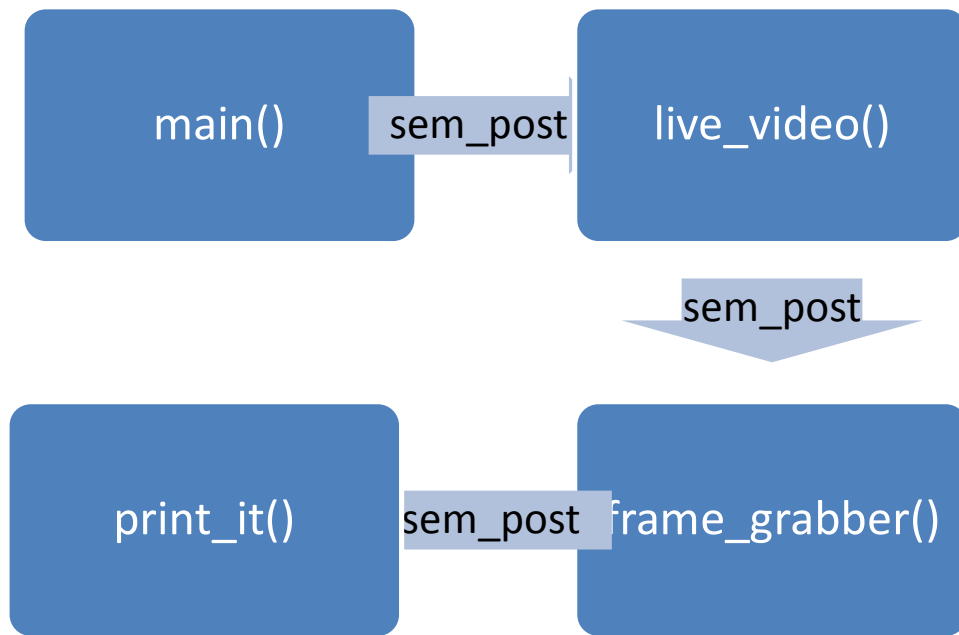 main()
sem_post
live_video()
sem_post
print_it()
sem_post
frame_grabber()